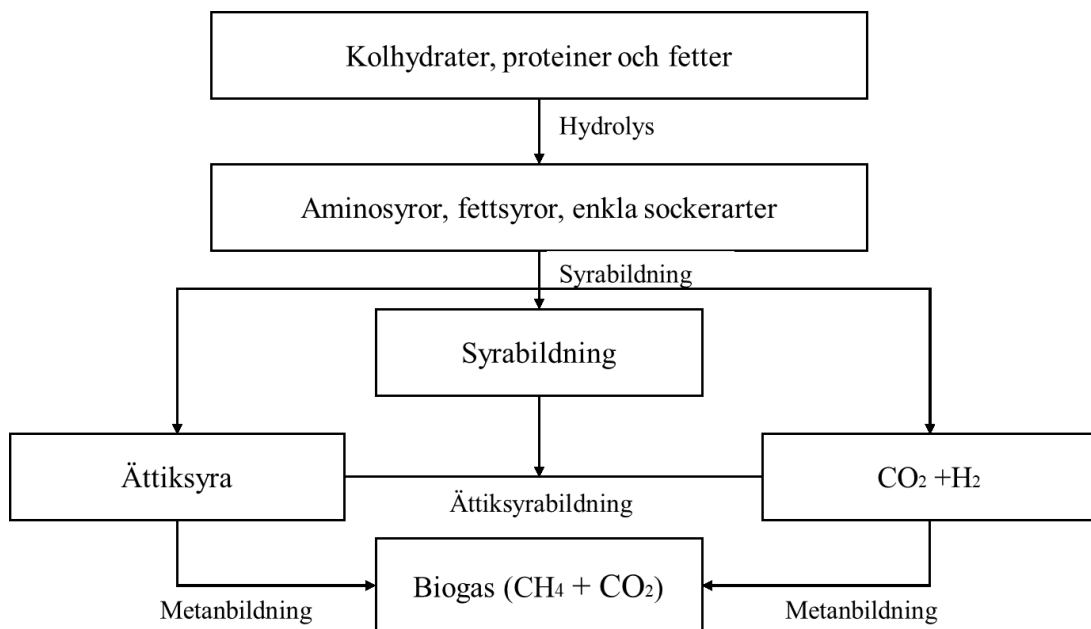 Kolhydrater, proteiner och fetter
Hydrolys
Aminosyror, fettsyror, enkla sockerarter
Syrabildning
Syrabildning
Ättiksyra
CO₂ +H₂
Ättiksyrabildning
Biogas (CH₄ + CO₂)
Metanbildning
Metanbildning